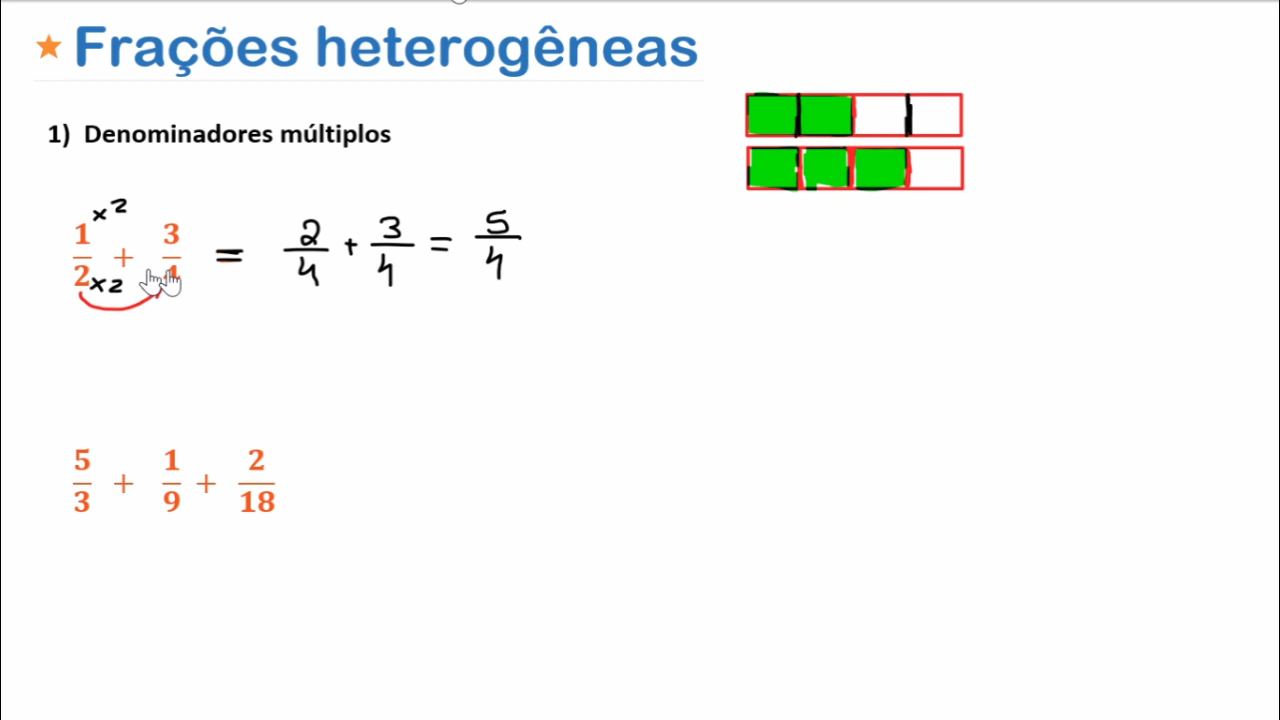 Frações heterogêneas
1) Denominadores múltiplos
1/2 x2 x2 + 3/4 = 2/4 + 3/4 = 5/4
5/3 + 1/9 + 2/18